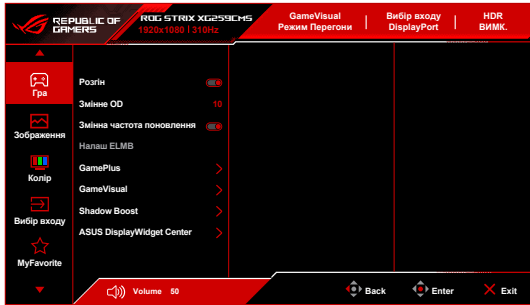 REPUBLIC OF
GAMERS
ROG STRIX XG259CMS
1920x1080 | 310Hz
GameVisual
Режим Перегони
Вибір входу
DisplayPort
HDR
ВИМК.
Гра
Зображення
Колір
Вибір входу
MyFavorite
Розгін
Змінне OD 10
Змінна частота поновлення
Налаш ELMB
GamePlus
GameVisual
Shadow Boost
ASUS DisplayWidget Center
Volume 50
Back
Enter
Exit